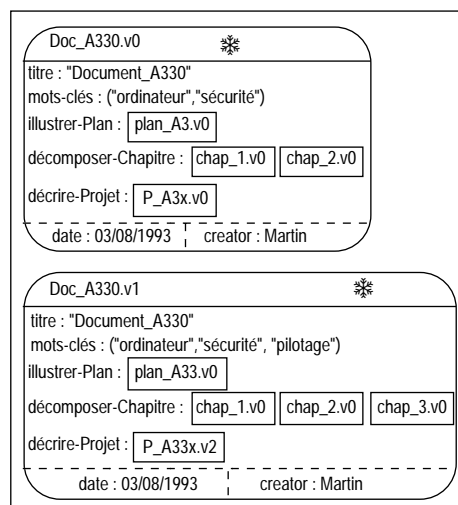 Doc_A330.v0
titre : "Document_A330"
mots-clés : ("ordinateur","sécurité")
illustrer-Plan : plan_A3.v0
décomposer-Chapitre : chap_1.v0 chap_2.v0
décrire-Projet : P_A3x.v0
date : 03/08/1993 creator : Martin
Doc_A330.v1
titre : "Document_A330"
mots-clés : ("ordinateur","sécurité", "pilotage")
illustrer-Plan : plan_A33.v0
décomposer-Chapitre : chap_1.v0 chap_2.v0 chap_3.v0
décrire-Projet : P_A33x.v2
date : 03/08/1993 creator : Martin